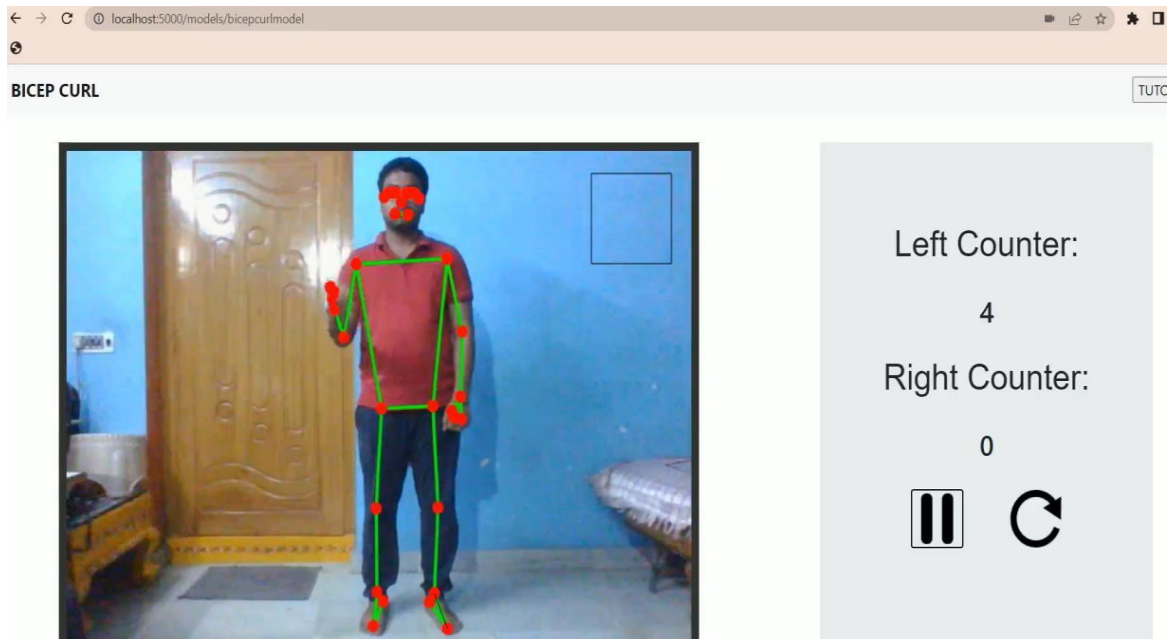 localhost:5000/models/bicepcurlmodel
BICEP CURL
TUTO
Left Counter:
4
Right Counter:
0